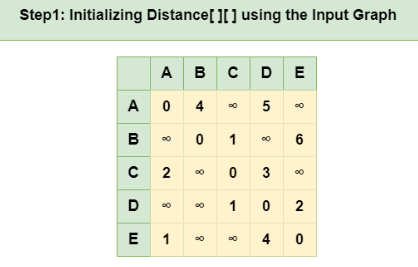 Step1: Initializing Distance[ ][ ] using the Input Graph
A B C D E
A 0 4 ∞ 5 ∞
B ∞ 0 1 ∞ 6
C 2 ∞ 0 3 ∞
D ∞ ∞ 1 0 2
E 1 ∞ ∞ 4 0